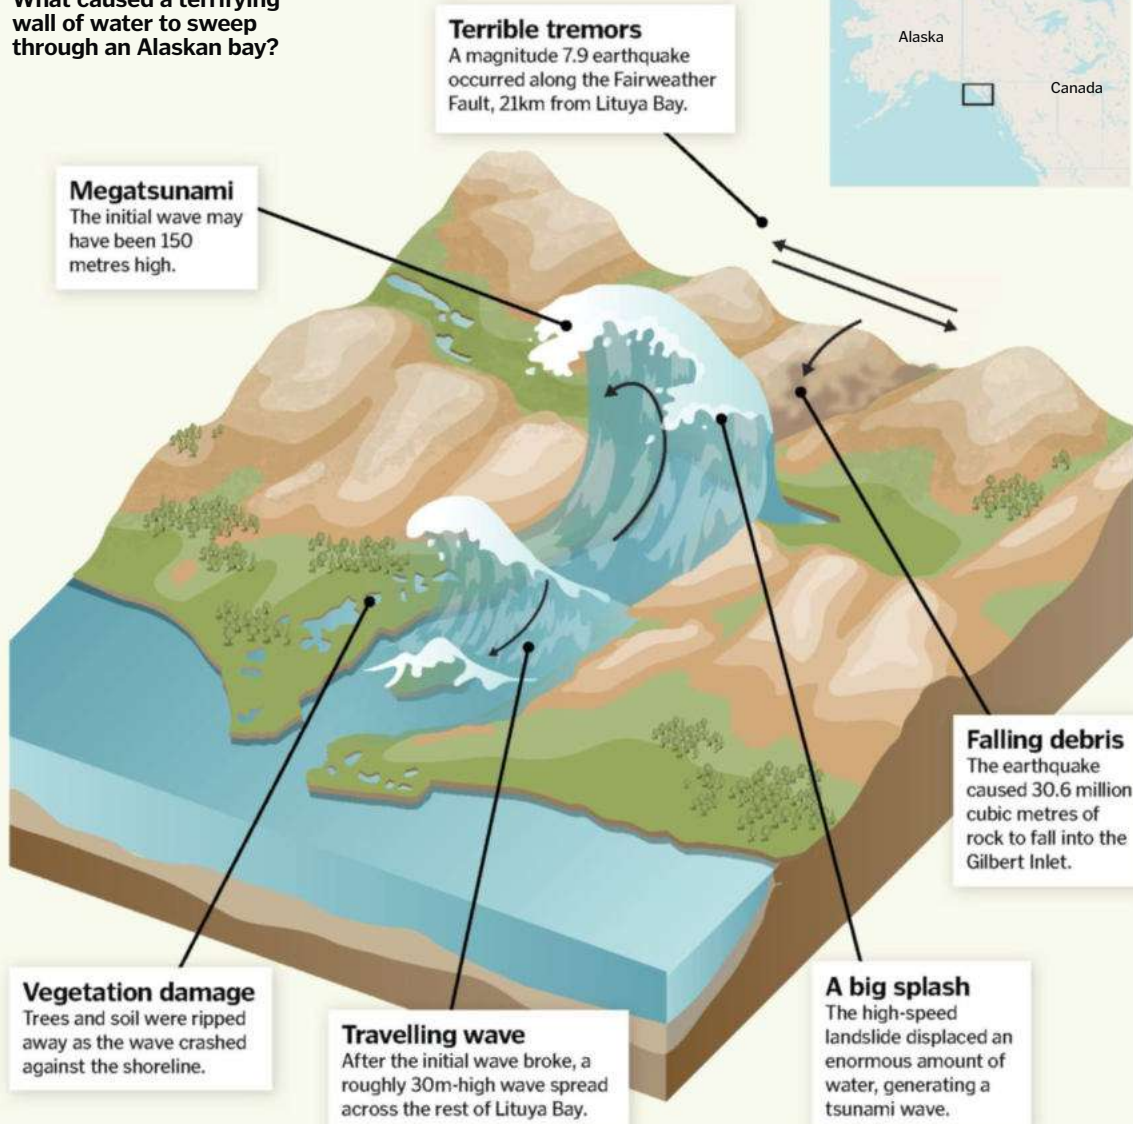 What caused a terrifying
wall of water to sweep
through an Alaskan bay?
Terrible tremors
A magnitude 7.9 earthquake
occurred along the Fairweather
Fault, 21km from Lituya Bay.
Alaska
Canada
Megatsunami
The initial wave may
have been 150
metres high.
Falling debris
The earthquake
caused 30.6 million
cubic metres of
rock to fall into the
Gilbert Inlet.
Vegetation damage
Trees and soil were ripped
away as the wave crashed
against the shoreline.
Travelling wave
After the initial wave broke, a
roughly 30m-high wave spread
across the rest of Lituya Bay.
A big splash
The high-speed
landslide displaced an
enormous amount of
water, generating a
tsunami wave.